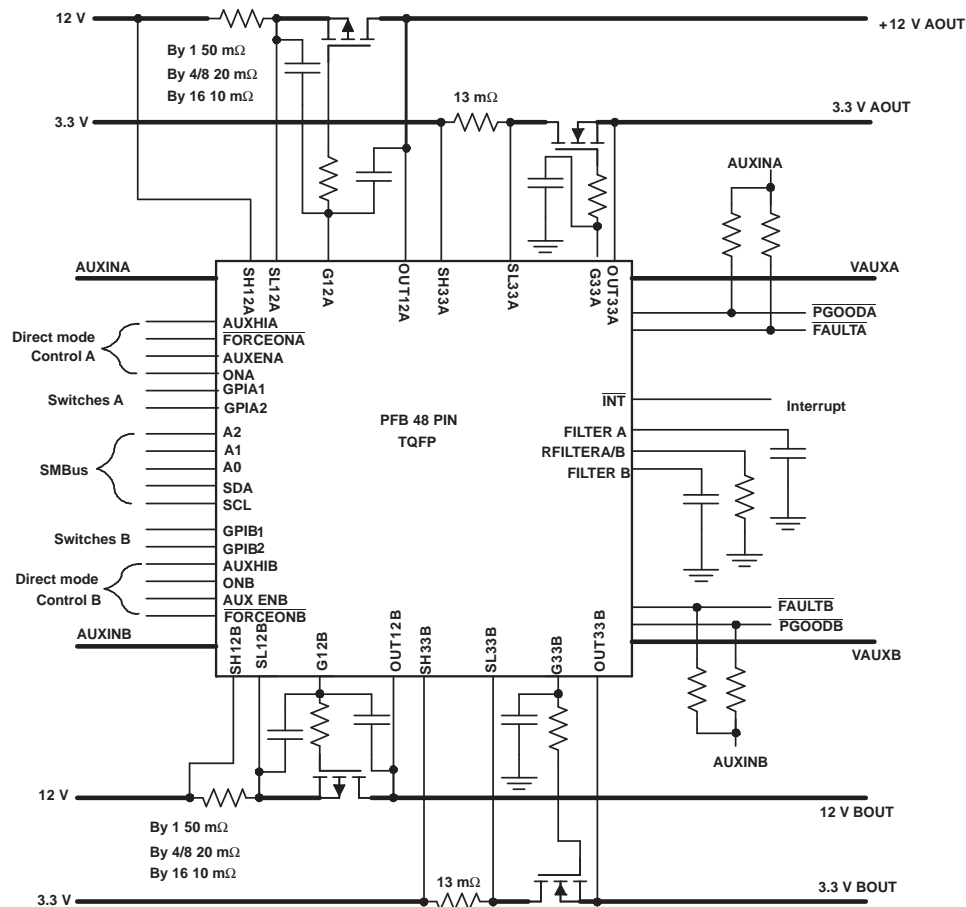 12 V
+12 V AOUT
By 1 50 mΩ
By 4/8 20 mΩ
By 16 10 mΩ
13 mΩ
3.3 V
3.3 V AOUT
AUXINA
AUXINA
SH12A
SL12A
G12A
OUT12A
SH33A
SL33A
G33A
OUT33A
VAUXA
AUXHIA
FORCEONA
AUXENA
ONA
Direct mode
Control A
PGOODA
FAULTA
GPIA1
GPIA2
Switches A
PFB 48 PIN
TQFP
INT
Interrupt
A2
A1
A0
SDA
SCL
SMBus
FILTER A
RFILTERA/B
FILTER B
GPIB1
GPIB2
Switches B
AUXHIB
ONB
AUX ENB
FORCEONB
Direct mode
Control B
FAULTB
PGOODB
AUXINB
SH12B
SL12B
G12B
OUT12B
SH33B
SL33B
G33B
OUT33B
VAUXB
AUXINB
12 V
12 V BOUT
By 1 50 mΩ
By 4/8 20 mΩ
By 16 10 mΩ
13 mΩ
3.3 V
3.3 V BOUT